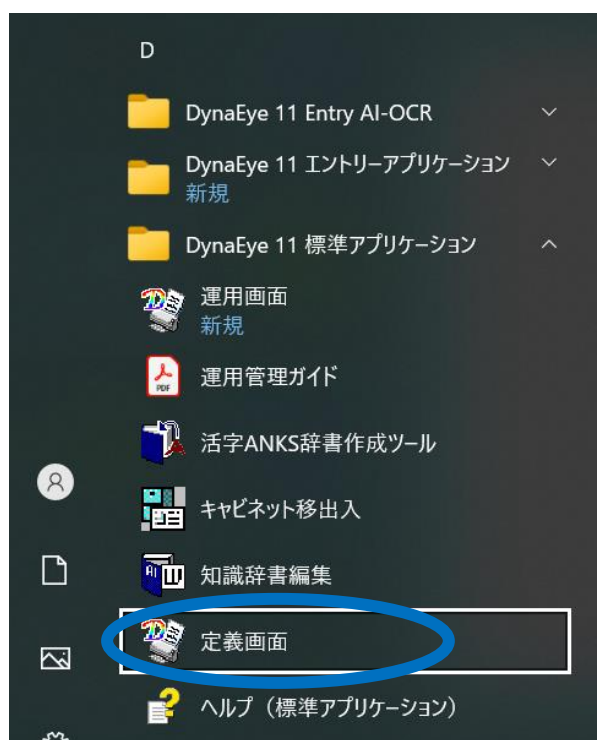 D
DynaEye 11 Entry AI-OCR
DynaEye 11 エントリーアプリケーション
新規
DynaEye 11 標準アプリケーション
運用画面
新規
PDF
運用管理ガイド
活字ANKS辞書作成ツール
キャビネット移出入
知識辞書編集
定義画面
ヘルプ（標準アプリケーション）